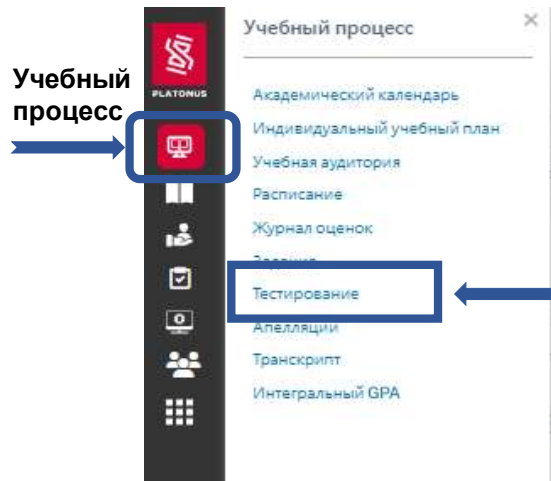 Учебный процесс
Учебный
процесс
PLATONUS
Академический календарь
Индивидуальный учебный план
Учебная аудитория
Расписание
Журнал оценок
Задания
Тестирование
Апелляции
Транскрипт
Интегральный GPA